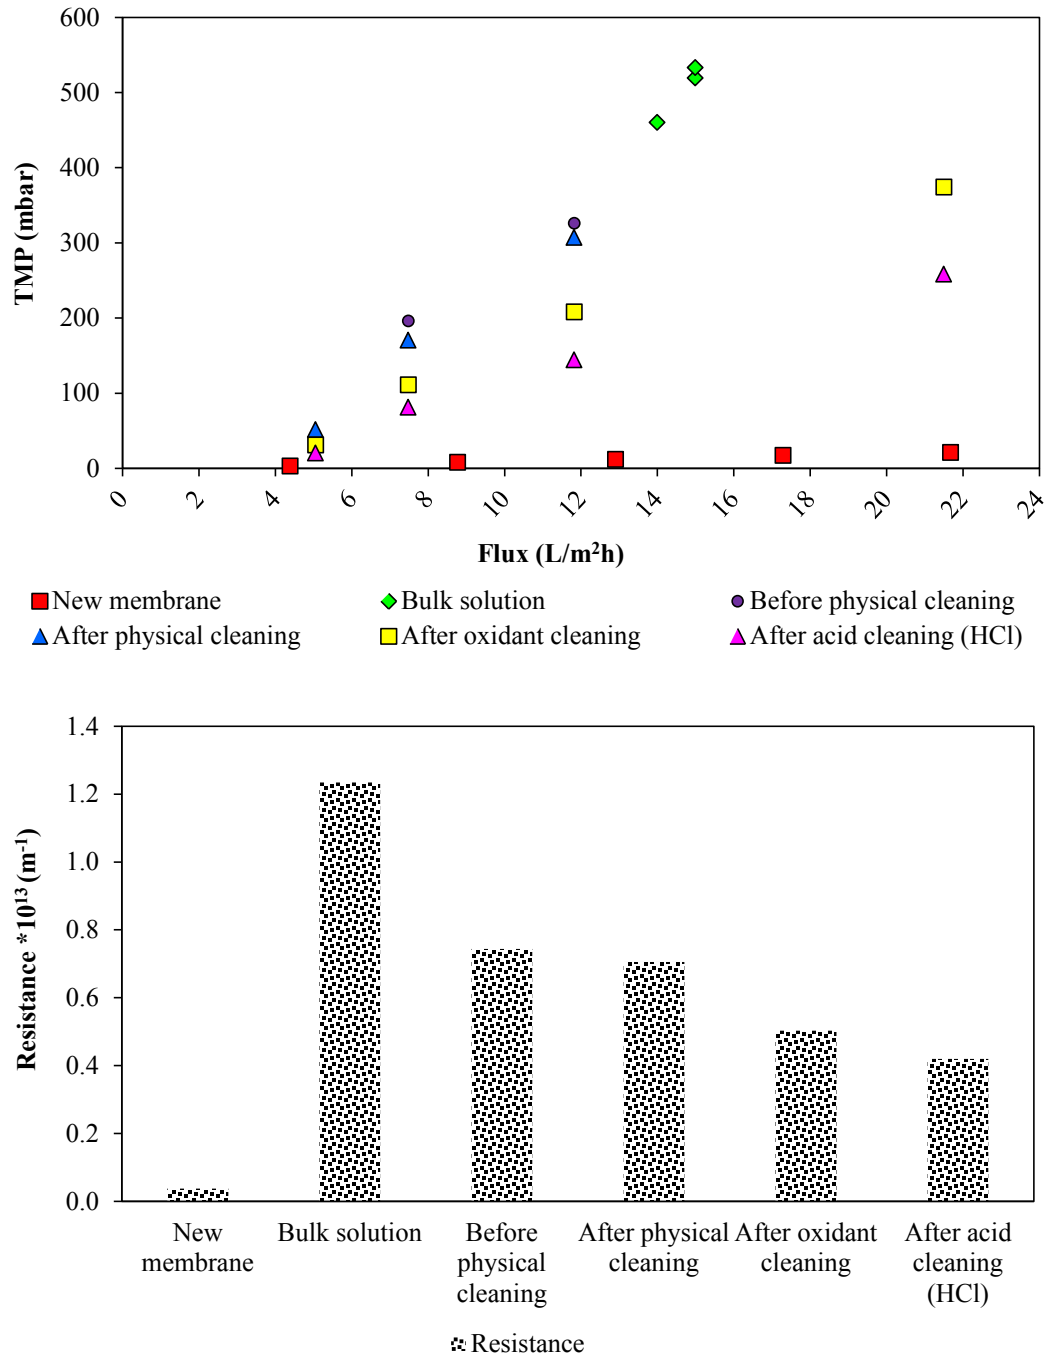 600
500
400
300
200
100
0
TMP (mbar)
0 2 4 6 8 10 12 14 16 18 20 22 24
Flux (L/m²h)
New membrane Bulk solution Before physical cleaning
After physical cleaning After oxidant cleaning After acid cleaning (HCl)
1.4
1.2
1.0
0.8
0.6
0.4
0.2
0.0
Resistance *10¹³ (m⁻¹)
New Bulk solution Before After physical After oxidant After acid
membrane physical cleaning cleaning cleaning
cleaning (HCl)
Resistance